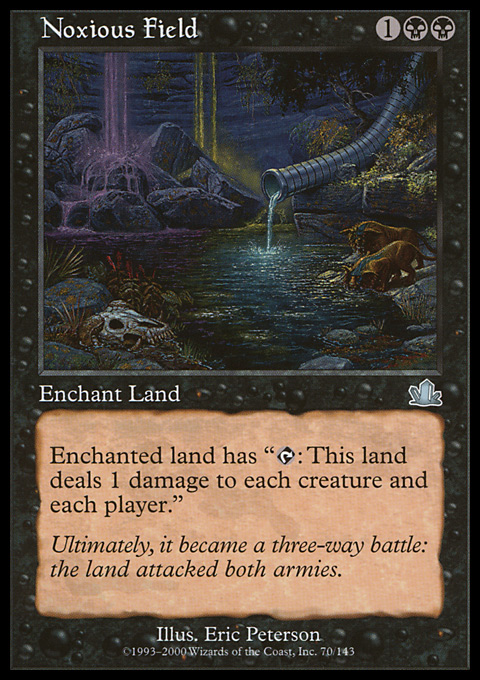 Noxious Field 1
Enchant Land
Enchanted land has “: This land
deals 1 damage to each creature and
each player.”
Ultimately, it became a three-way battle:
the land attacked both armies.
Illus. Eric Peterson
©1993–2000 Wizards of the Coast, Inc. 70/143